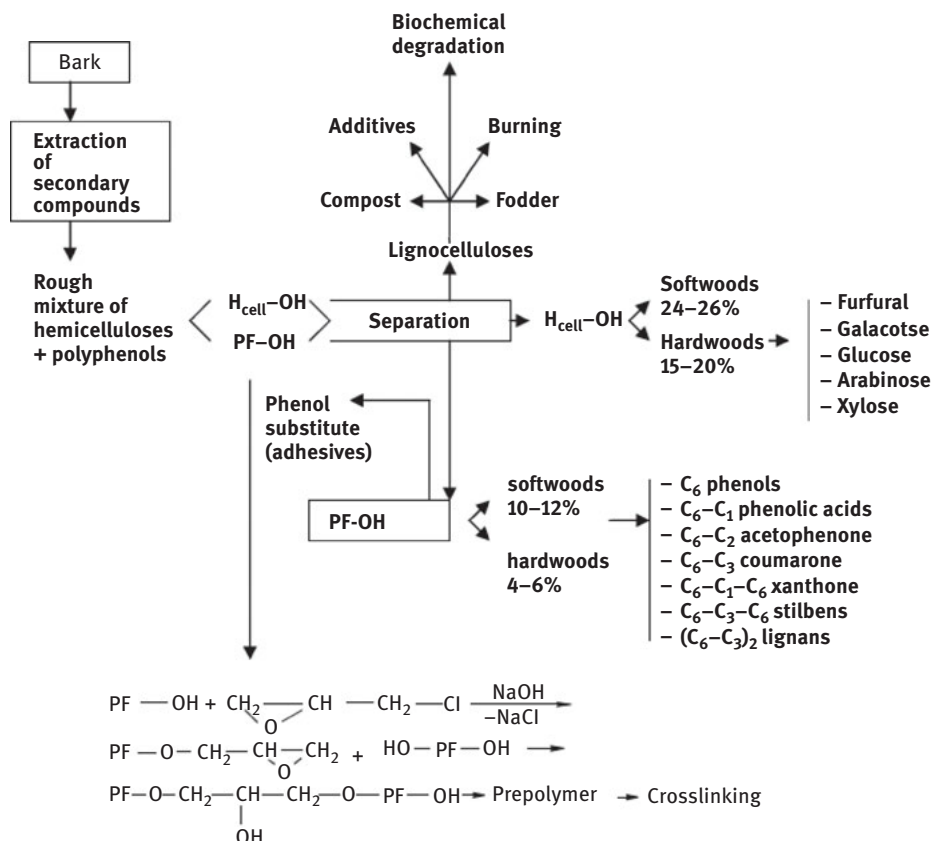 Bark
Extraction
of
secondary
compounds
Rough
mixture of
hemicelluloses
+ polyphenols
Biochemical
degradation
Additives
Burning
Compost
Fodder
Lignocelluloses
H_cell–OH
PF–OH
Separation
H_cell–OH
Softwoods
24–26%
Hardwoods
15–20%
– Furfural
– Galacotse
– Glucose
– Arabinose
– Xylose
Phenol
substitute
(adhesives)
PF-OH
softwoods
10–12%
hardwoods
4–6%
– C₆ phenols
– C₆–C₁ phenolic acids
– C₆–C₂ acetophenone
– C₆–C₃ coumarone
– C₆–C₁–C₆ xanthone
– C₆–C₃–C₆ stilbens
– (C₆–C₃)₂ lignans
PF — OH + CH₂ — CH — CH₂ — Cl NaOH
O –NaCl
PF — O — CH₂ — CH — CH₂ + HO — PF — OH
O
PF — O — CH₂ — CH — CH₂ — O — PF — OH → Prepolymer → Crosslinking
OH